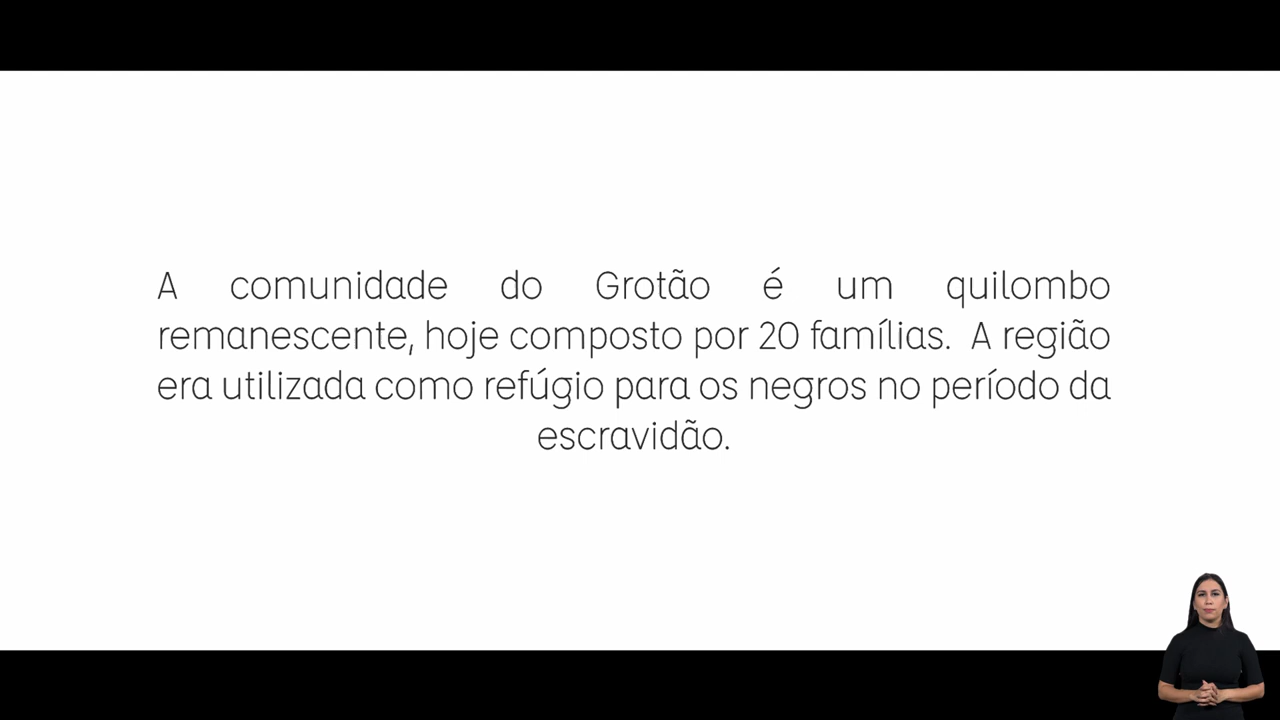 A comunidade do Grotão é um quilombo
remanescente, hoje composto por 20 famílias. A região
era utilizada como refúgio para os negros no período da
escravidão.